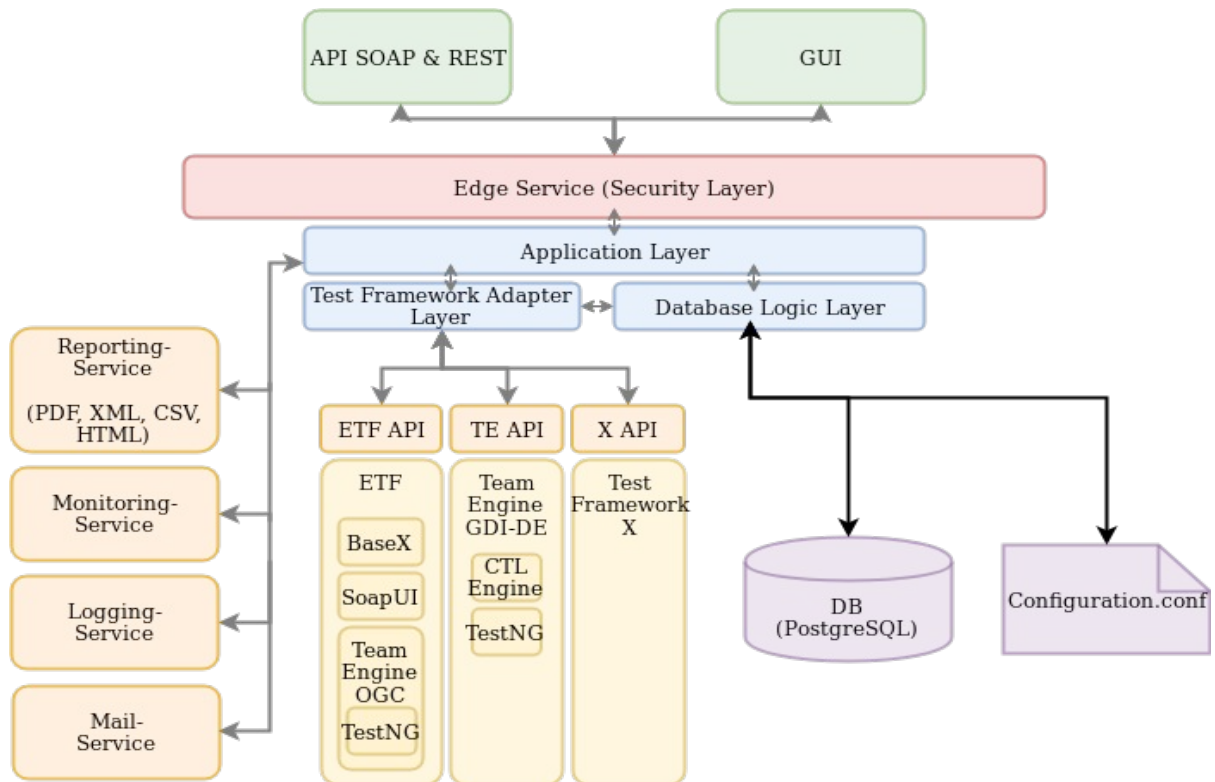 API SOAP & REST
GUI
Edge Service (Security Layer)
Application Layer
Test Framework Adapter
Layer
Database Logic Layer
Reporting-
Service
(PDF, XML, CSV,
HTML)
Monitoring-
Service
Logging-
Service
Mail-
Service
ETF API
TE API
X API
ETF
BaseX
SoapUI
Team
Engine
OGC
TestNG
Team
Engine
GDI-DE
CTL
Engine
TestNG
Test
Framework
X
DB
(PostgreSQL)
Configuration.conf